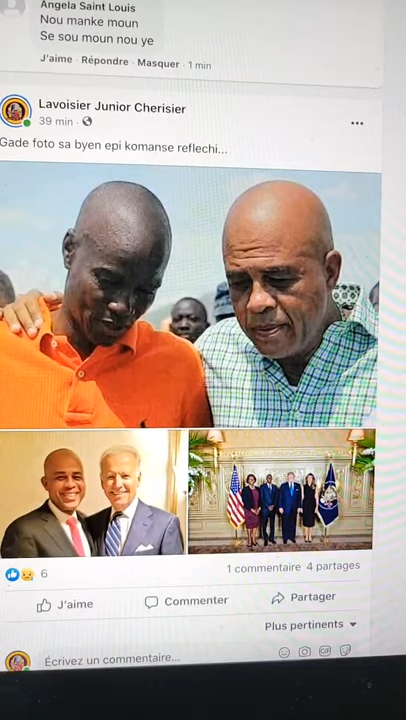 Angela Saint Louis
Nou manke moun
Se sou moun nou ye
J'aime · Répondre · Masquer · 1 min
Lavoisier Junior Cherisier
39 min ·
Gade foto sa byen epi komanse reflechi...
6
1 commentaire 4 partages
J'aime
Commenter
Partager
Plus pertinents
Écrivez un commentaire...
GIF